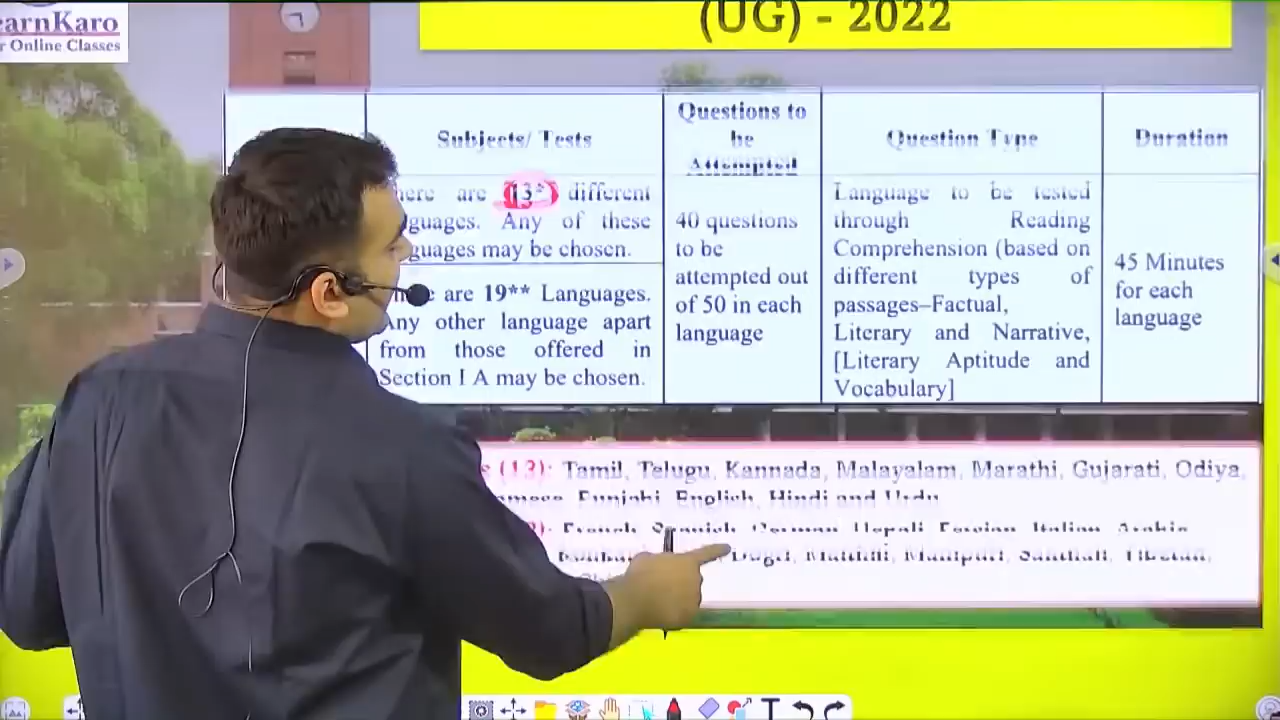 earnKaro
r Online Classes
(UG) - 2022
Subjects/ Tests
Questions to
be
Attempted
Question Type
Duration
here are 13* different
guages. Any of these
guages may be chosen.
are 19** Languages.
Any other language apart
from those offered in
Section I A may be chosen.
40 questions
to be
attempted out
of 50 in each
language
Language to be tested
through Reading
Comprehension (based on
different types of
passages–Factual,
Literary and Narrative,
[Literary Aptitude and
Vocabulary]
45 Minutes
for each
language
(13): Tamil, Telugu, Kannada, Malayalam, Marathi, Gujarati, Odiya,
Punjabi English, Hindi and Urdu
French Spanish German Nepali Persian Italian Arabic
Dogri, Maithili, Manipuri, Santhali, Tibetan,
T